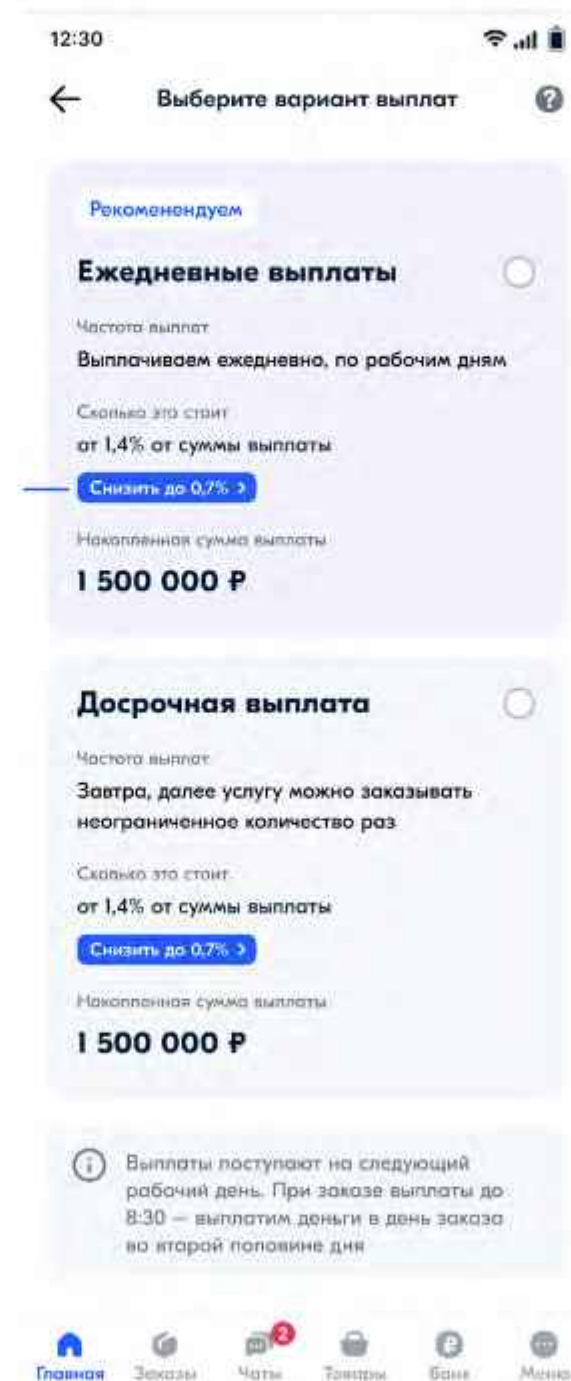 12:30
Выберите вариант выплат
Рекоменендуем
Ежедневные выплаты
Частота выплат
Выплачиваем ежедневно, по рабочим дням
Сколько это стоит
от 1,4% от суммы выплаты
Снизить до 0,7% >
Накопленная сумма выплаты
1 500 000 ₽
Досрочная выплата
Частота выплат
Завтра, далее услугу можно заказывать
неограниченное количество раз
Сколько это стоит
от 1,4% от суммы выплаты
Снизить до 0,7% >
Накопленная сумма выплаты
1 500 000 ₽
Выплаты поступают на следующий
рабочий день. При заказе выплаты до
8:30 — выплатим деньги в день заказа
во второй половине дня
2
Главная Заказы Чаты Товары Банк Меню